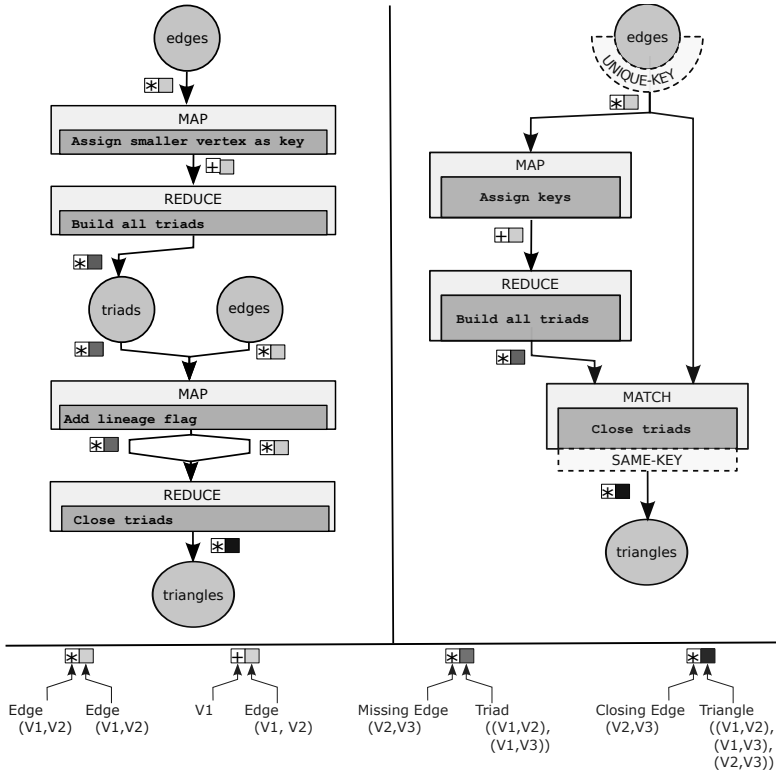 edges
*
MAP
Assign smaller vertex as key
+
REDUCE
Build all triads
*
triads
edges
*
*
MAP
Add lineage flag
*
*
REDUCE
Close triads
*
triangles
edges
UNIQUE-KEY
*
MAP
Assign keys
+
REDUCE
Build all triads
*
MATCH
Close triads
SAME-KEY
*
triangles
*
Edge
(V1,V2)
Edge
(V1,V2)
+
V1
Edge
(V1, V2)
*
Missing Edge
(V2,V3)
Triad
((V1,V2),
(V1,V3))
*
Closing Edge
(V2,V3)
Triangle
((V1,V2),
(V1,V3),
(V2,V3))